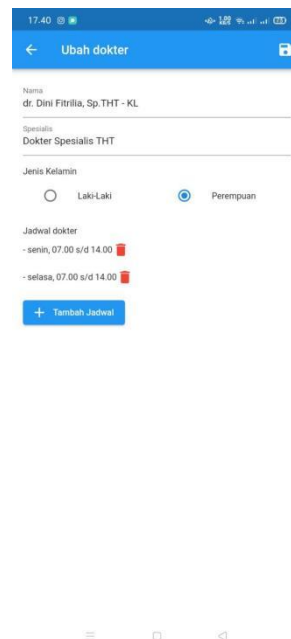 17.40
Ubah dokter
Nama
dr. Dini Fitrilia, Sp.THT - KL
Spesialis
Dokter Spesialis THT
Jenis Kelamin
Laki-Laki
Perempuan
Jadwal dokter
- senin, 07.00 s/d 14.00
- selasa, 07.00 s/d 14.00
+ Tambah Jadwal